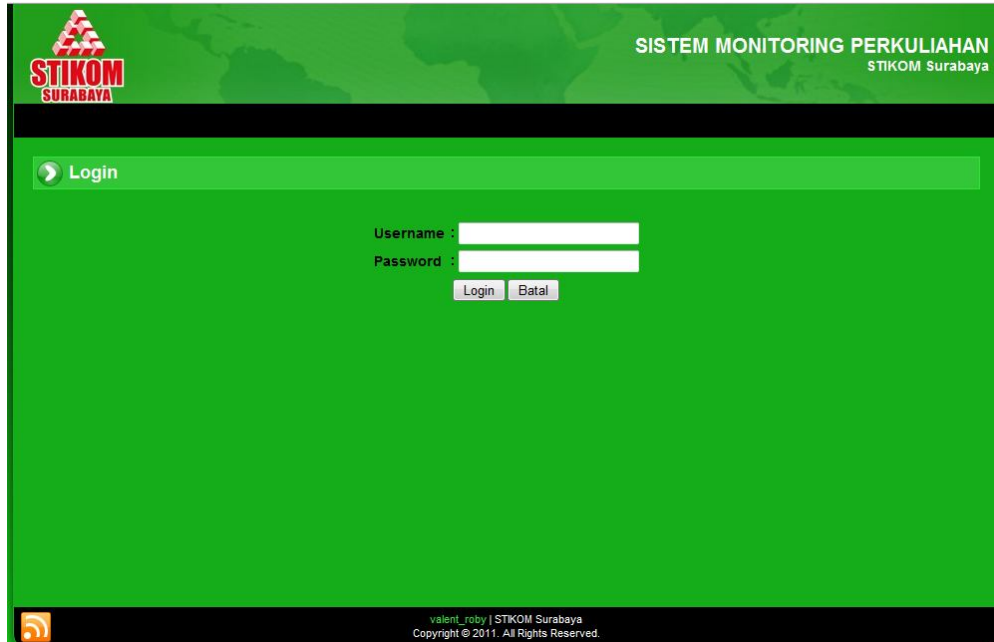 STIKOM
SURABAYA
SISTEM MONITORING PERKULIAHAN
STIKOM Surabaya
Login
Username :
Password :
Login Batal
valent_roby | STIKOM Surabaya
Copyright © 2011. All Rights Reserved.